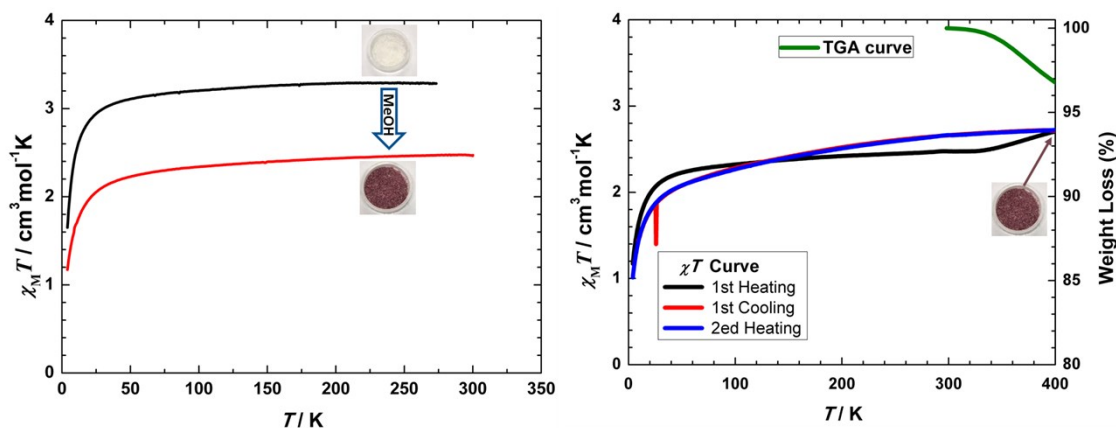 4
3
2
1
0
0 50 100 150 200 250 300 350
χ_M T / cm³mol⁻¹K
T / K
MeOH
4
3
2
1
0
0 100 200 300 400
χ_M T / cm³mol⁻¹K
T / K
100
95
90
85
80
Weight Loss (%)
TGA curve
χT Curve
1st Heating
1st Cooling
2ed Heating